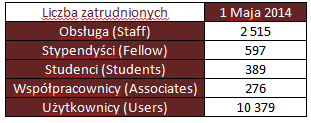 Liczba zatrudnionych 1 Maja 2014
Obsługa (Staff) 2 515
Stypendyści (Fellow) 597
Studenci (Students) 389
Współpracownicy (Associates) 276
Użytkownicy (Users) 10 379